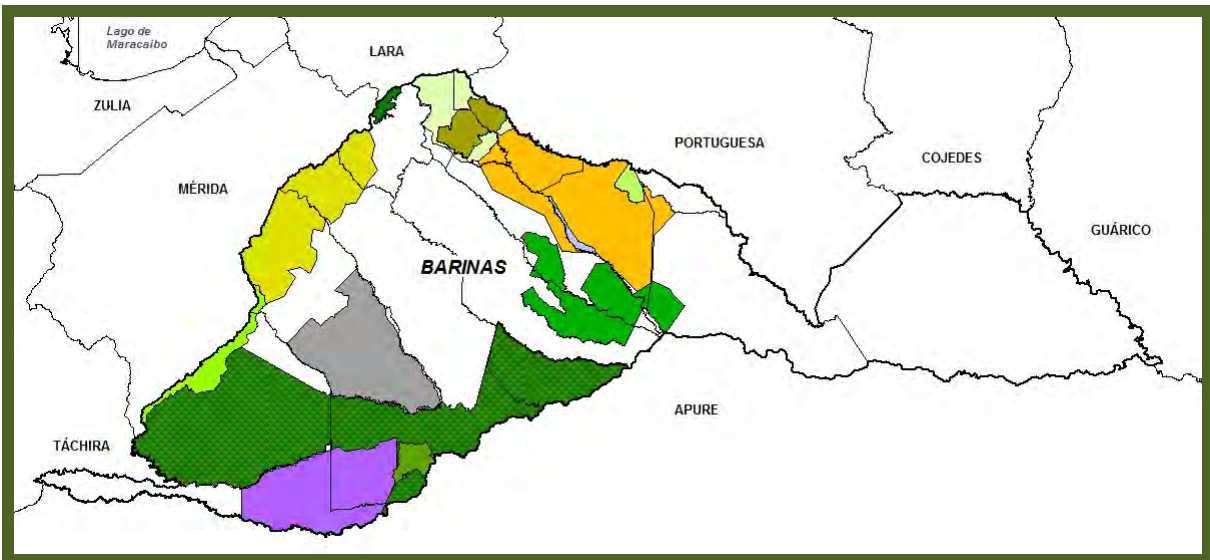 Lago de
Maracaibo
LARA
ZULIA
PORTUGUESA
COJEDES
MÉRIDA
GUÁRICO
BARINAS
APURE
TÁCHIRA